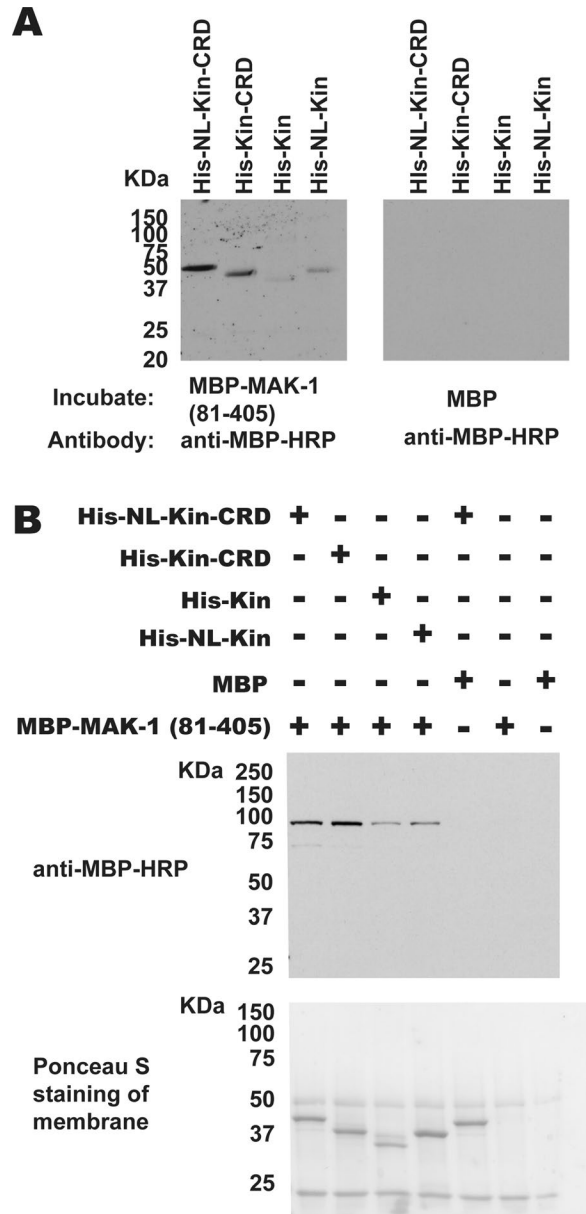 A
His-NL-Kin-CRD
His-Kin-CRD
His-Kin
His-NL-Kin
His-NL-Kin-CRD
His-Kin-CRD
His-Kin
His-NL-Kin
KDa
150
100
75
50
37
25
20
Incubate: MBP-MAK-1 (81-405) MBP
Antibody: anti-MBP-HRP anti-MBP-HRP
B
His-NL-Kin-CRD + - - - + - -
His-Kin-CRD - + - - - - -
His-Kin - - + - - - -
His-NL-Kin - - - + - - -
MBP - - - - + - +
MBP-MAK-1 (81-405) + + + + - + -
KDa
250
150
100
75
50
37
25
anti-MBP-HRP
KDa
150
100
75
50
37
25
Ponceau S
staining of
membrane